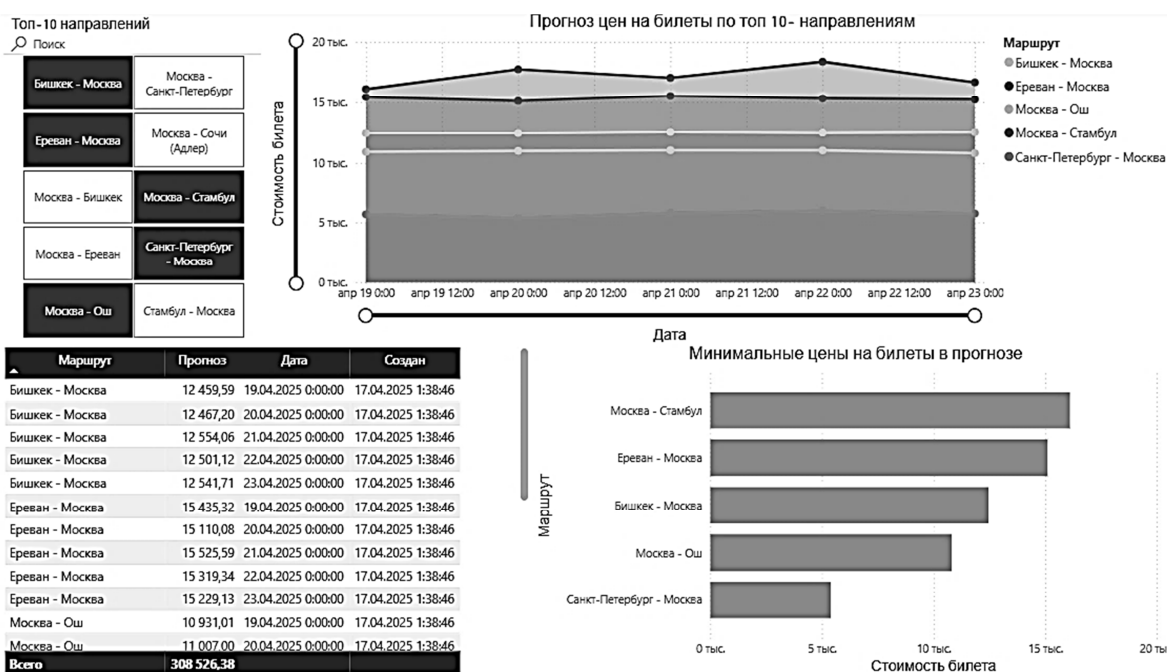 Топ-10 направлений
Поиск
Бишкек - Москва
Москва -
Санкт-Петербург
Ереван - Москва
Москва - Сочи
(Адлер)
Москва - Бишкек
Москва - Стамбул
Москва - Ереван
Санкт-Петербург
- Москва
Москва - Ош
Стамбул - Москва
Прогноз цен на билеты по топ 10- направлениям
Стоимость билета
20 тыс.
15 тыс.
10 тыс.
5 тыс.
0 тыс.
апр 19 0:00
апр 19 12:00
апр 20 0:00
апр 20 12:00
апр 21 0:00
апр 21 12:00
апр 22 0:00
апр 22 12:00
апр 23 0:00
Дата
Маршрут
Бишкек - Москва
Ереван - Москва
Москва - Ош
Москва - Стамбул
Санкт-Петербург - Москва
Маршрут Прогноз Дата Создан
Бишкек - Москва 12 459,59 19.04.2025 0:00:00 17.04.2025 1:38:46
Бишкек - Москва 12 467,20 20.04.2025 0:00:00 17.04.2025 1:38:46
Бишкек - Москва 12 554,06 21.04.2025 0:00:00 17.04.2025 1:38:46
Бишкек - Москва 12 501,12 22.04.2025 0:00:00 17.04.2025 1:38:46
Бишкек - Москва 12 541,71 23.04.2025 0:00:00 17.04.2025 1:38:46
Ереван - Москва 15 435,32 19.04.2025 0:00:00 17.04.2025 1:38:46
Ереван - Москва 15 110,08 20.04.2025 0:00:00 17.04.2025 1:38:46
Ереван - Москва 15 525,59 21.04.2025 0:00:00 17.04.2025 1:38:46
Ереван - Москва 15 319,34 22.04.2025 0:00:00 17.04.2025 1:38:46
Ереван - Москва 15 229,13 23.04.2025 0:00:00 17.04.2025 1:38:46
Москва - Ош 10 931,01 19.04.2025 0:00:00 17.04.2025 1:38:46
Москва - Ош 11 007,00 20.04.2025 0:00:00 17.04.2025 1:38:46
Всего 308 526,38
Минимальные цены на билеты в прогнозе
Маршрут
Москва - Стамбул
Ереван - Москва
Бишкек - Москва
Москва - Ош
Санкт-Петербург - Москва
0 тыс.
5 тыс.
10 тыс.
15 тыс.
20 ты
Стоимость билета